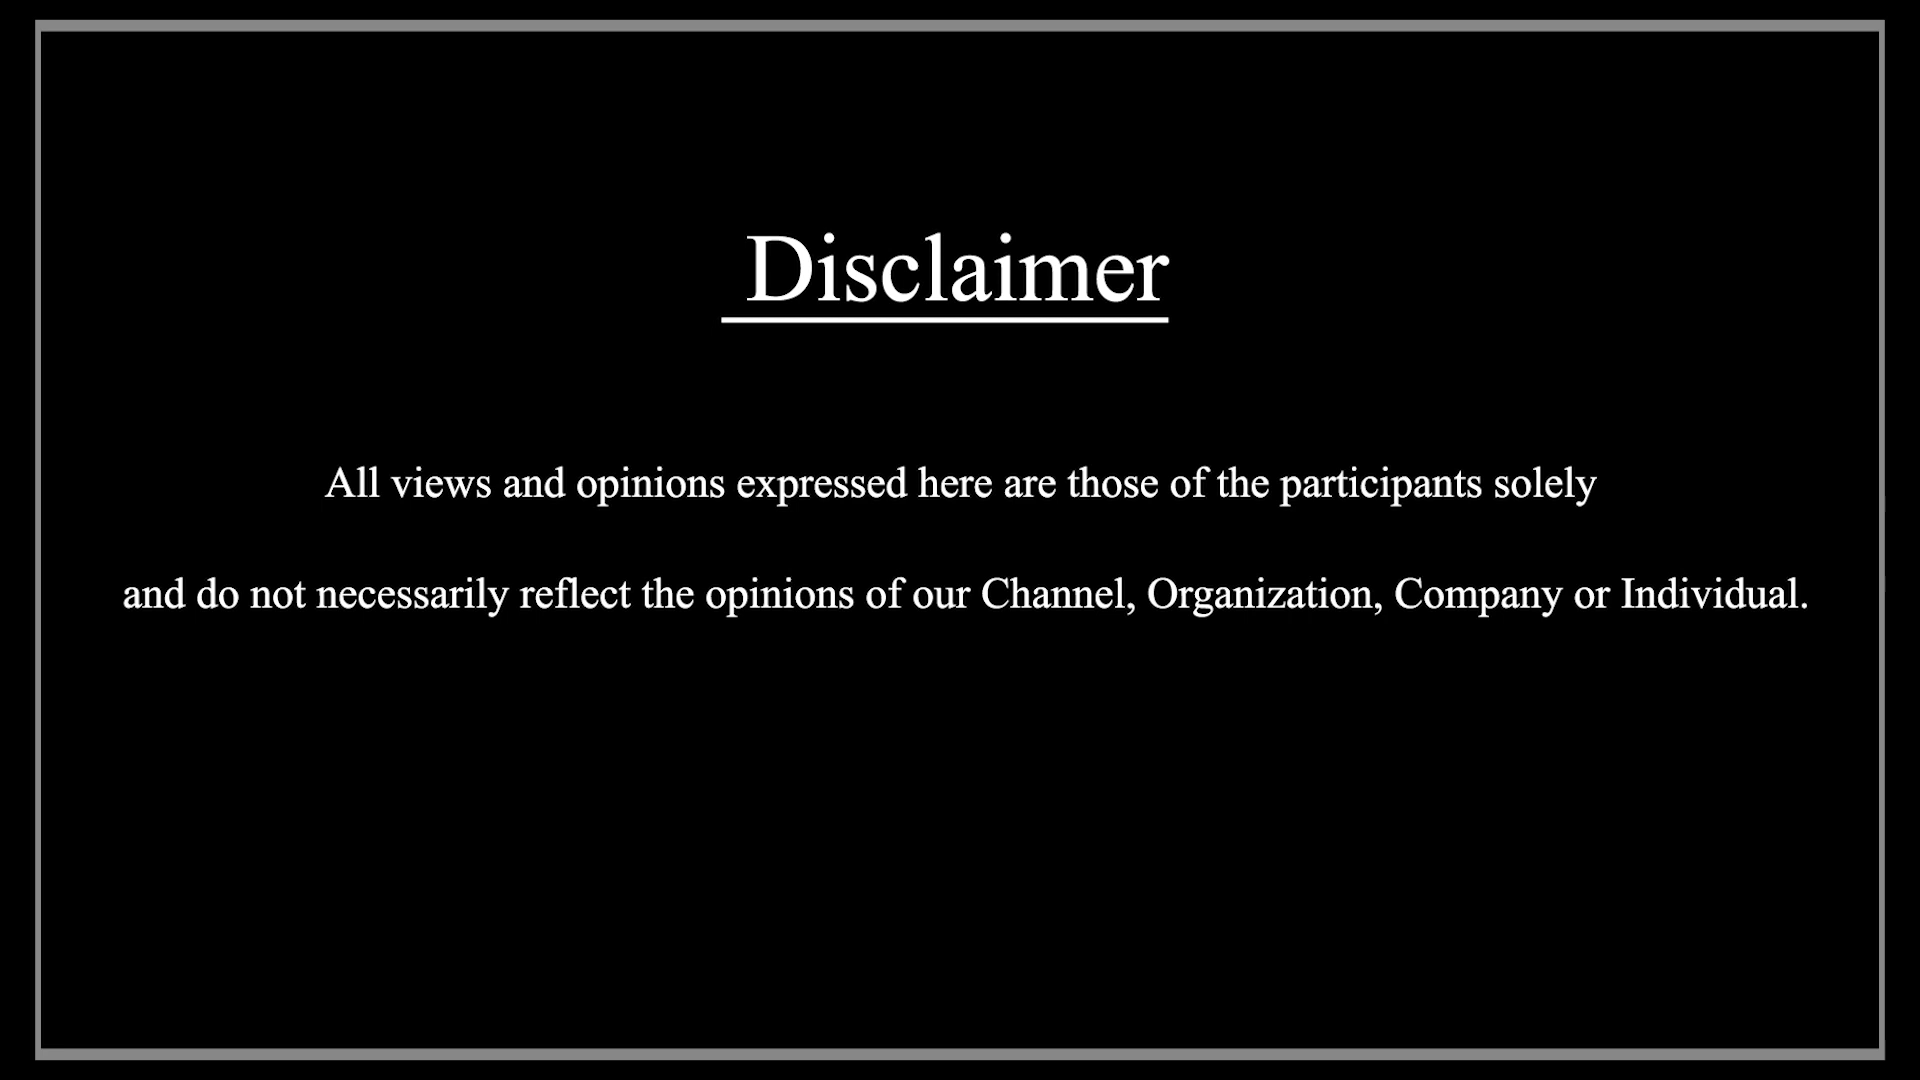 Disclaimer
All views and opinions expressed here are those of the participants solely
and do not necessarily reflect the opinions of our Channel, Organization, Company or Individual.